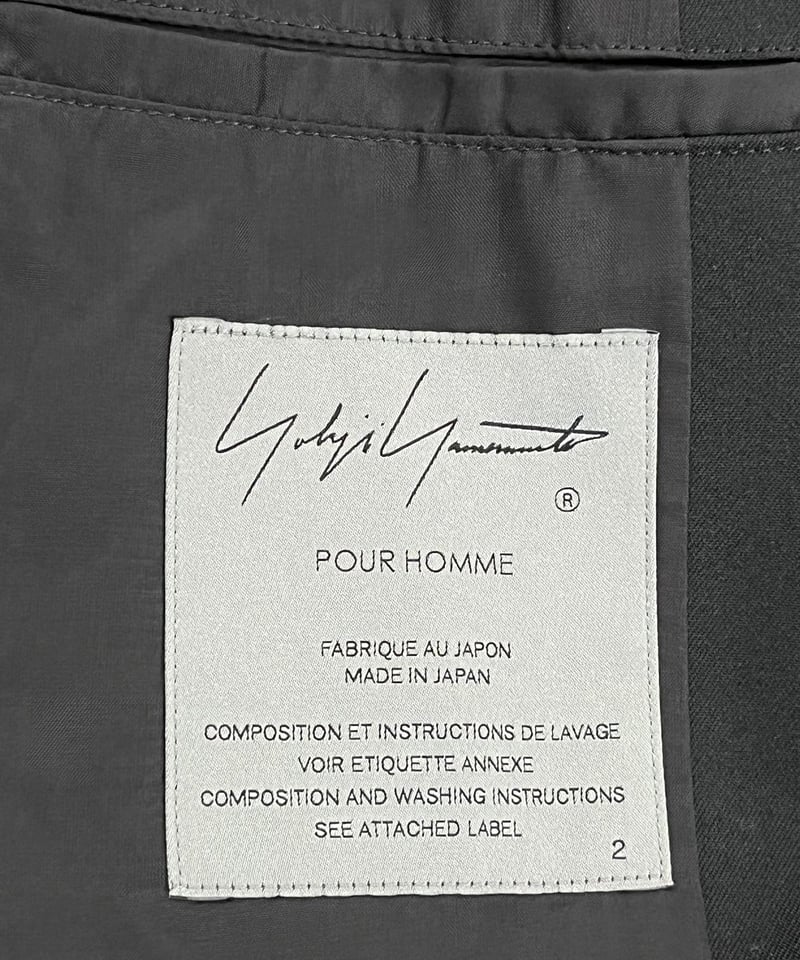 Yohji Yamamoto
®
POUR HOMME
FABRIQUE AU JAPON
MADE IN JAPAN
COMPOSITION ET INSTRUCTIONS DE LAVAGE
VOIR ETIQUETTE ANNEXE
COMPOSITION AND WASHING INSTRUCTIONS
SEE ATTACHED LABEL
2